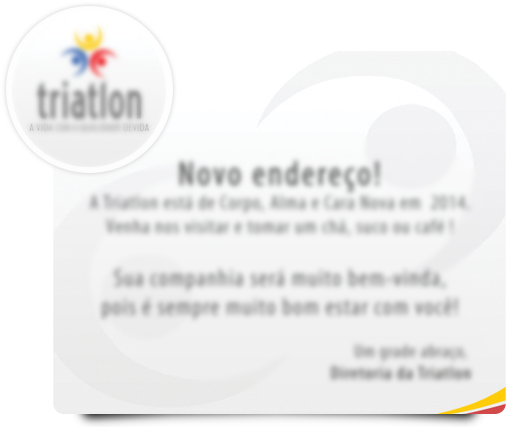 triatlon
A VIDA
VIDA
Novo endereço!
A Triatlon está de Corpo, Alma e Cara Nova em 2014,
Venha nos visitar e tomar um chá, suco ou café !
Sua companhia será muito bem-vinda,
pois é sempre muito bom estar com você!
Um grade abraço,
Diretoria da Triatlon